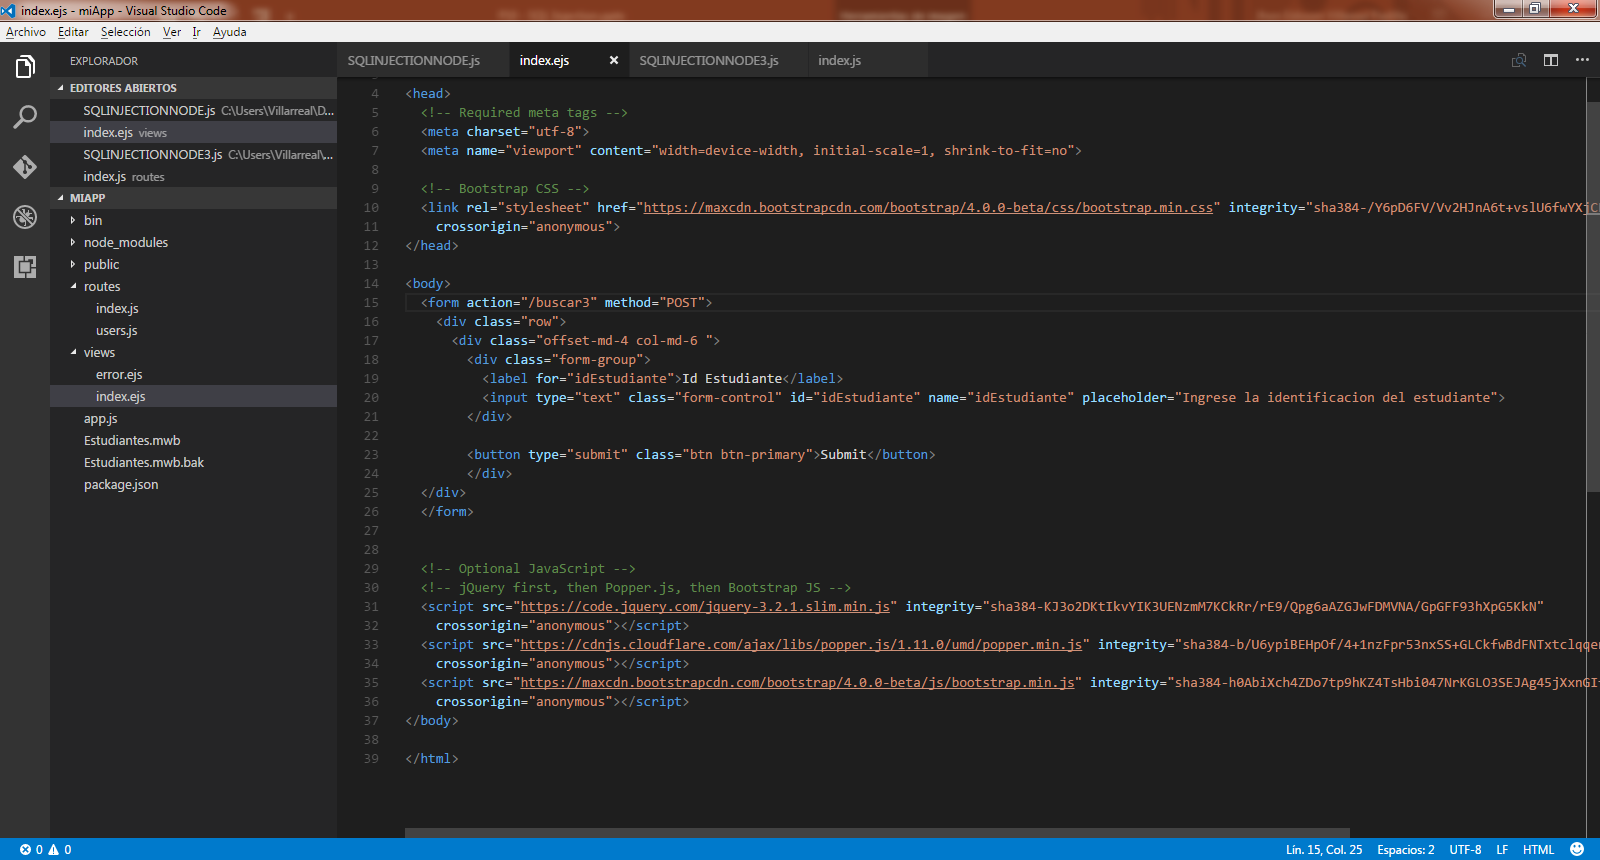 index.ejs - miApp - Visual Studio Code
Archivo Editar Selección Ver Ir Ayuda
EXPLORADOR
EDITORES ABIERTOS
SQLINJECTIONNODE.js C:\Users\Villarreal\D...
index.ejs views
SQLINJECTIONNODE3.js C:\Users\Villarreal\...
index.js routes
MIAPP
bin
node_modules
public
routes
index.js
users.js
views
error.ejs
index.ejs
app.js
Estudiantes.mwb
Estudiantes.mwb.bak
package.json
SQLINJECTIONNODE.js index.ejs × SQLINJECTIONNODE3.js index.js
4 <head>
5 <!-- Required meta tags -->
6 <meta charset="utf-8">
7 <meta name="viewport" content="width=device-width, initial-scale=1, shrink-to-fit=no">
8
9 <!-- Bootstrap CSS -->
10 <link rel="stylesheet" href="https://maxcdn.bootstrapcdn.com/bootstrap/4.0.0-beta/css/bootstrap.min.css" integrity="sha384-/Y6pD6FV/Vv2HJnA6t+vslU6fwYXjC
11 crossorigin="anonymous">
12 </head>
13
14 <body>
15 <form action="/buscar3" method="POST">
16 <div class="row">
17 <div class="offset-md-4 col-md-6 ">
18 <div class="form-group">
19 <label for="idEstudiante">Id Estudiante</label>
20 <input type="text" class="form-control" id="idEstudiante" name="idEstudiante" placeholder="Ingrese la identificacion del estudiante">
21 </div>
22
23 <button type="submit" class="btn btn-primary">Submit</button>
24 </div>
25 </div>
26 </form>
27
28
29 <!-- Optional JavaScript -->
30 <!-- jQuery first, then Popper.js, then Bootstrap JS -->
31 <script src="https://code.jquery.com/jquery-3.2.1.slim.min.js" integrity="sha384-KJ3o2DKtIkvYIK3UENzmM7KCkRr/rE9/Qpg6aAZGJwFDMVNA/GpGFF93hXpG5KkN"
32 crossorigin="anonymous"></script>
33 <script src="https://cdnjs.cloudflare.com/ajax/libs/popper.js/1.11.0/umd/popper.min.js" integrity="sha384-b/U6ypiBEHpOf/4+1nzFpr53nxSS+GLCkfwBdFNTxtclqqe
34 crossorigin="anonymous"></script>
35 <script src="https://maxcdn.bootstrapcdn.com/bootstrap/4.0.0-beta/js/bootstrap.min.js" integrity="sha384-h0AbiXch4ZDo7tp9hKZ4TsHbi047NrKGLO3SEJAg45jXxnGI
36 crossorigin="anonymous"></script>
37 </body>
38
39 </html>
0 0 Lín. 15, Col. 25 Espacios: 2 UTF-8 LF HTML